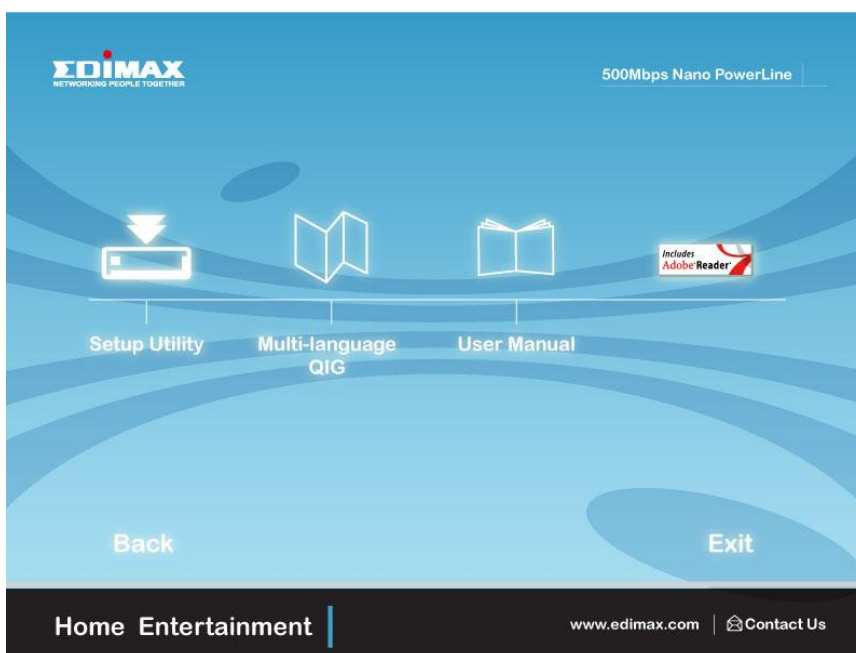 EDIMAX
NETWORKING PEOPLE TOGETHER
500Mbps Nano PowerLine
Includes
Adobe Reader
Setup Utility
Multi-language
QIG
User Manual
Back
Exit
Home Entertainment
www.edimax.com
Contact Us